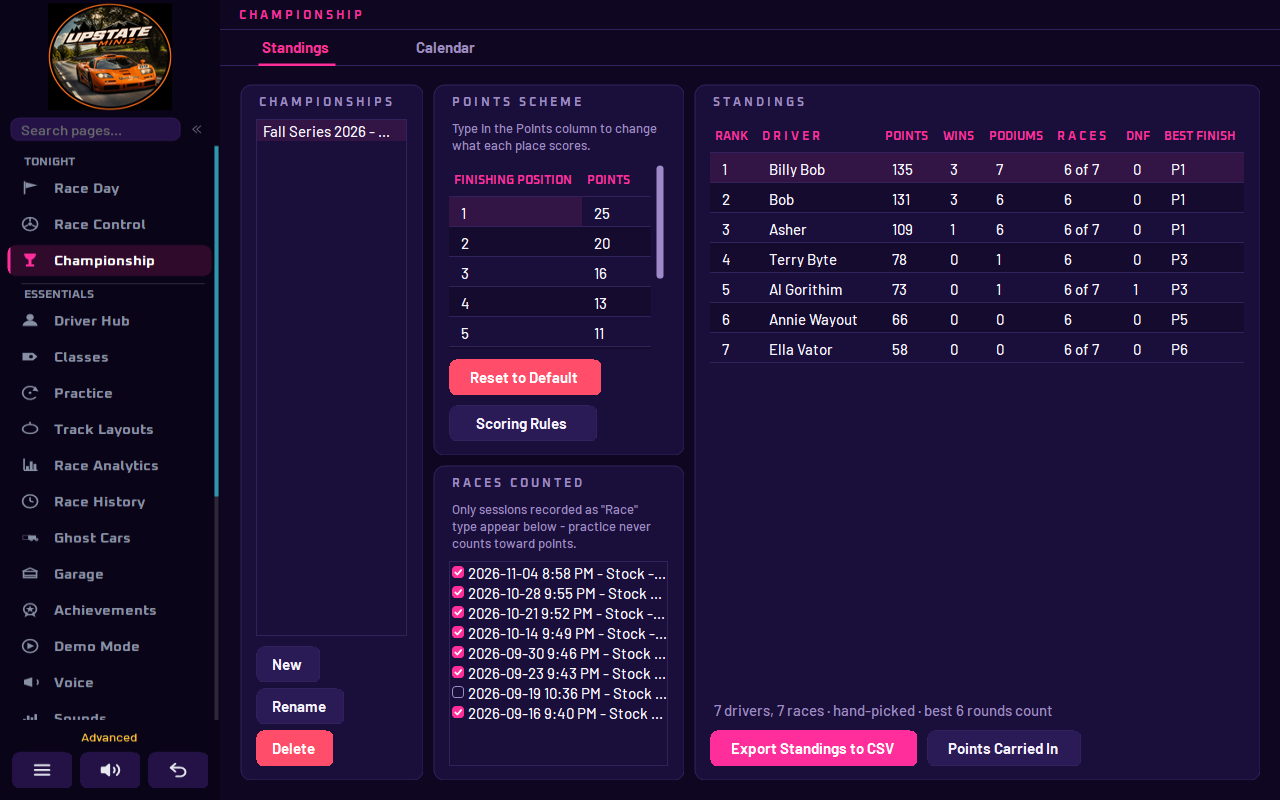 UPSTATE
MINIZ
Search pages...
«
TONIGHT
Race Day
Race Control
Championship
ESSENTIALS
Driver Hub
Classes
Practice
Track Layouts
Race Analytics
Race History
Ghost Cars
Garage
Achievements
Demo Mode
Voice
Sounds
Advanced
CHAMPIONSHIP
Standings
Calendar
CHAMPIONSHIPS
Fall Series 2026 - ...
New
Rename
Delete
POINTS SCHEME
Type in the Points column to change
what each place scores.
FINISHING POSITION POINTS
1 25
2 20
3 16
4 13
5 11
Reset to Default
Scoring Rules
RACES COUNTED
Only sessions recorded as "Race"
type appear below - practice never
counts toward points.
2026-11-04 8:58 PM - Stock -...
2026-10-28 9:55 PM - Stock ...
2026-10-21 9:52 PM - Stock -...
2026-10-14 9:49 PM - Stock -...
2026-09-30 9:46 PM - Stock ...
2026-09-23 9:43 PM - Stock ...
2026-09-19 10:36 PM - Stock ...
2026-09-16 9:40 PM - Stock ...
STANDINGS
RANK DRIVER POINTS WINS PODIUMS RACES DNF BEST FINISH
1 Billy Bob 135 3 7 6 of 7 0 P1
2 Bob 131 3 6 6 0 P1
3 Asher 109 1 6 6 of 7 0 P1
4 Terry Byte 78 0 1 6 0 P3
5 Al Gorithim 73 0 1 6 of 7 1 P3
6 Annie Wayout 66 0 0 6 0 P5
7 Ella Vator 58 0 0 6 of 7 0 P6
7 drivers, 7 races · hand-picked · best 6 rounds count
Export Standings to CSV
Points Carried In